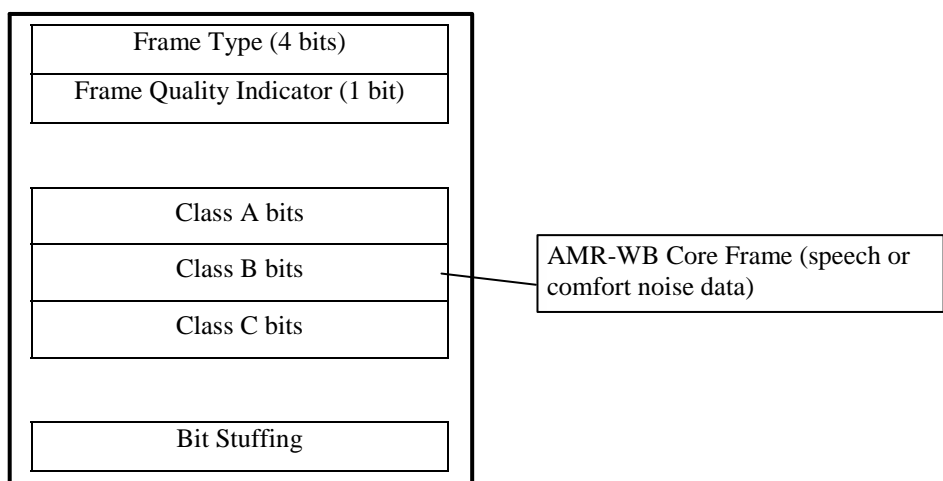 Frame Type (4 bits)
Frame Quality Indicator (1 bit)
Class A bits
Class B bits
Class C bits
AMR-WB Core Frame (speech or
comfort noise data)
Bit Stuffing